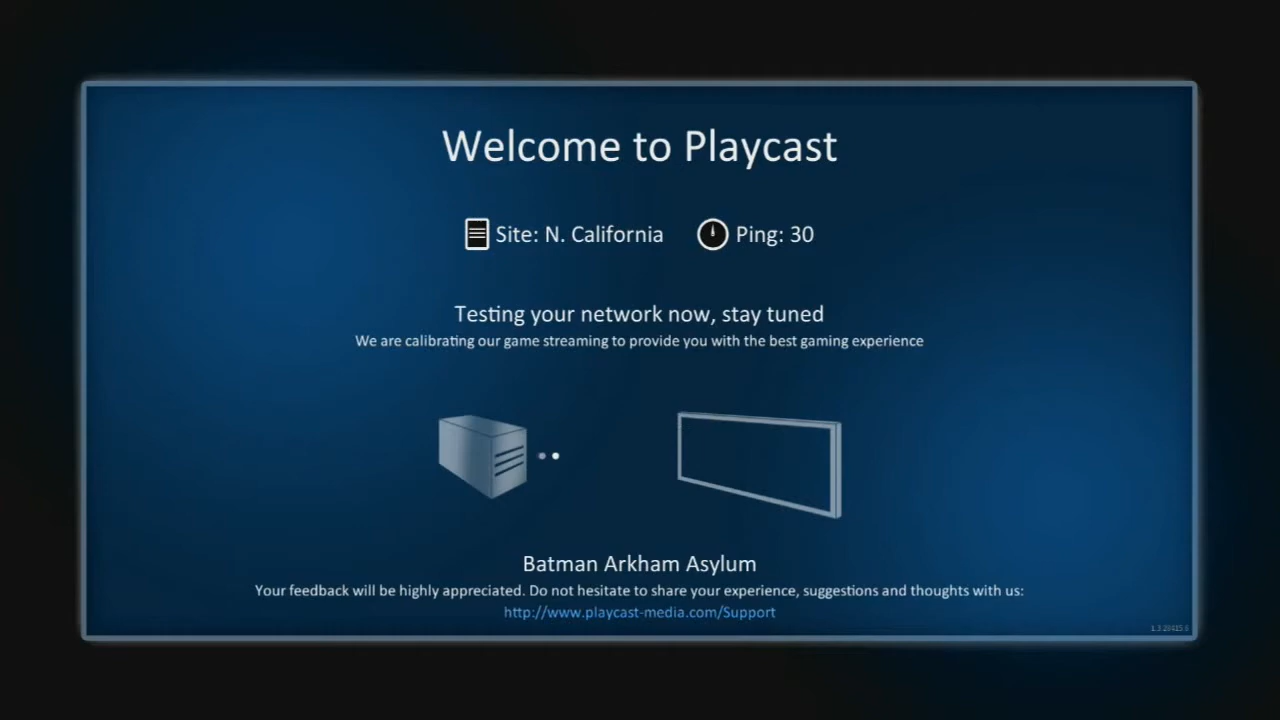 Welcome to Playcast
Site: N. California Ping: 30
Testing your network now, stay tuned
We are calibrating our game streaming to provide you with the best gaming experience
Batman Arkham Asylum
Your feedback will be highly appreciated. Do not hesitate to share your experience, suggestions and thoughts with us:
http://www.playcast-media.com/Support